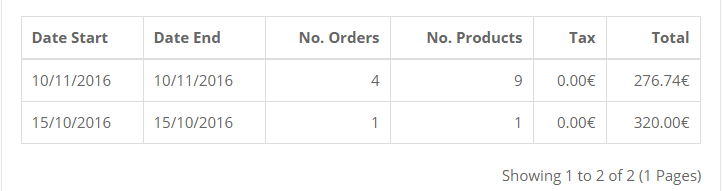 Date Start Date End No. Orders No. Products Tax Total
10/11/2016 10/11/2016 4 9 0.00€ 276.74€
15/10/2016 15/10/2016 1 1 0.00€ 320.00€
Showing 1 to 2 of 2 (1 Pages)